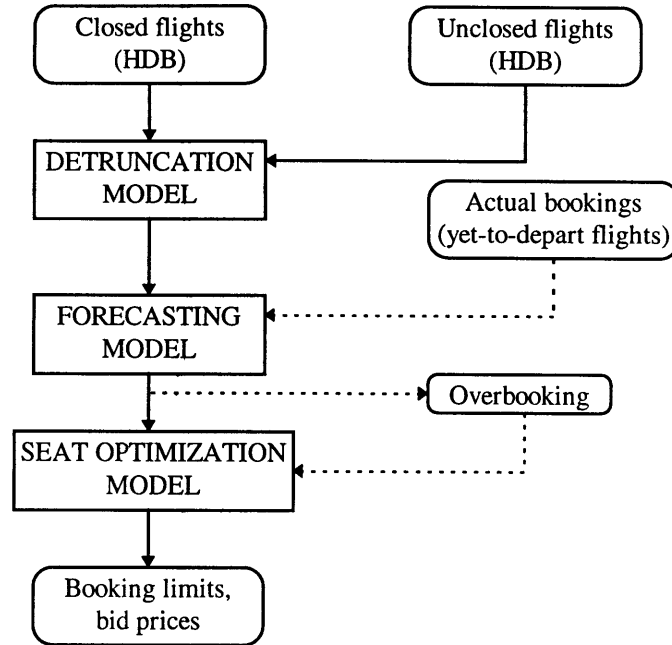 Closed flights
(HDB)
Unclosed flights
(HDB)
DETRUNCATION
MODEL
Actual bookings
(yet-to-depart flights)
FORECASTING
MODEL
Overbooking
SEAT OPTIMIZATION
MODEL
Booking limits,
bid prices